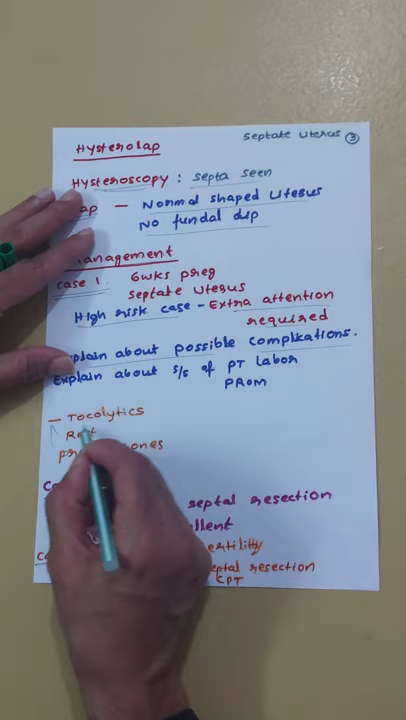 Septate Uterus ③
Hysterolap
Hysteroscopy : septa seen
Lap — Normal shaped Uterus
No fundal dip
Management
Case 1. 6wks preg
Septate Uterus
High risk case - Extra attention
required
Explain about possible complications.
Explain about s/s of PT Labor
PROM
— Tocolytics
septal resection
resection
CPT